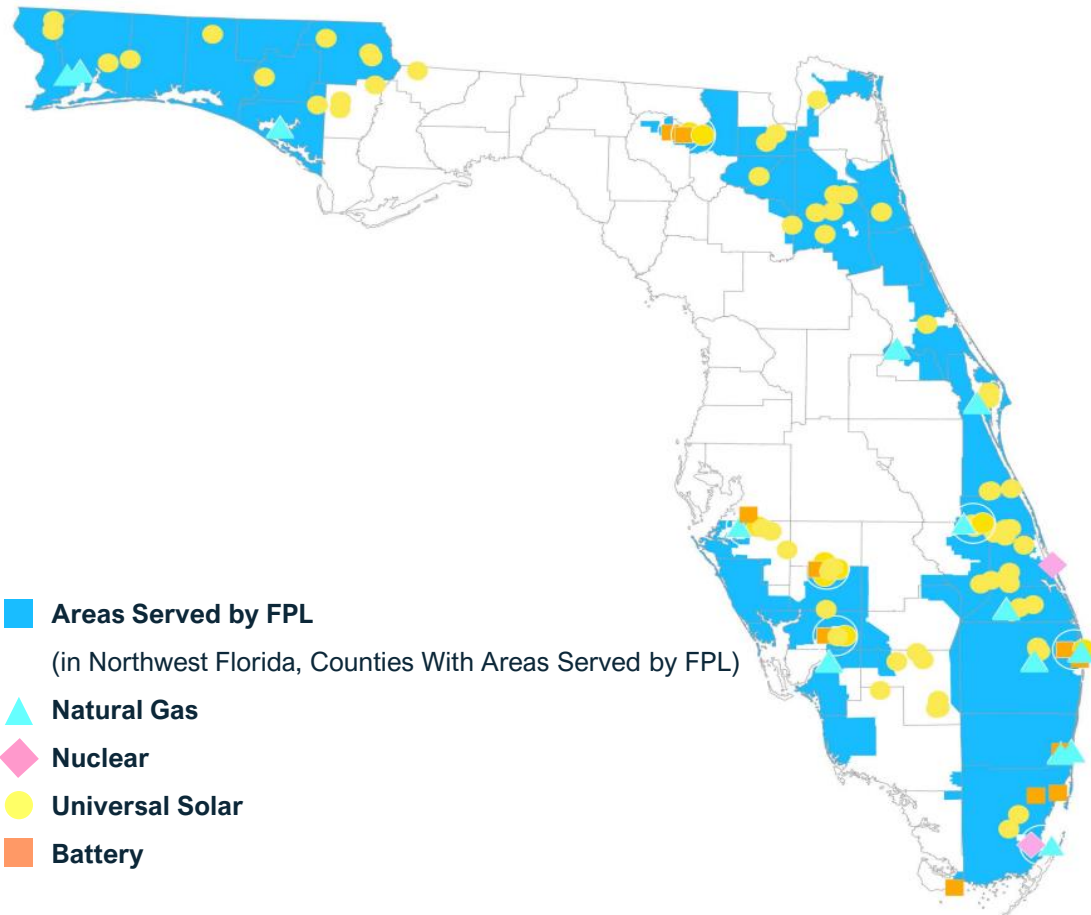 Areas Served by FPL
(in Northwest Florida, Counties With Areas Served by FPL)
Natural Gas
Nuclear
Universal Solar
Battery